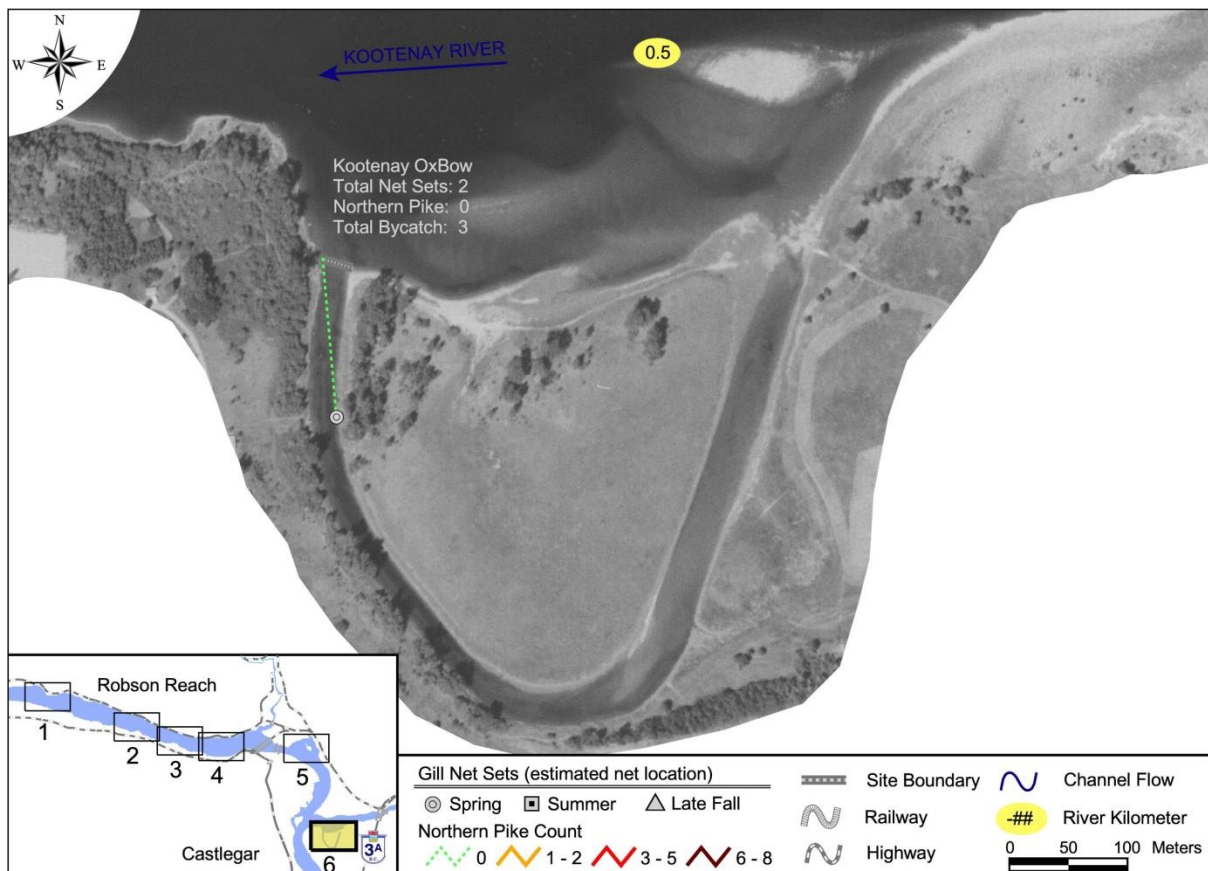 N
W E
S
KOOTENAY RIVER
0.5
Kootenay OxBow
Total Net Sets: 2
Northern Pike: 0
Total Bycatch: 3
Robson Reach
1
2
3
4
5
Castlegar
6
3A
B.C.
Gill Net Sets (estimated net location)
Spring Summer Late Fall
Northern Pike Count
0 1 - 2 3 - 5 6 - 8
Site Boundary
Railway
Highway
Channel Flow
-## River Kilometer
0 50 100 Meters